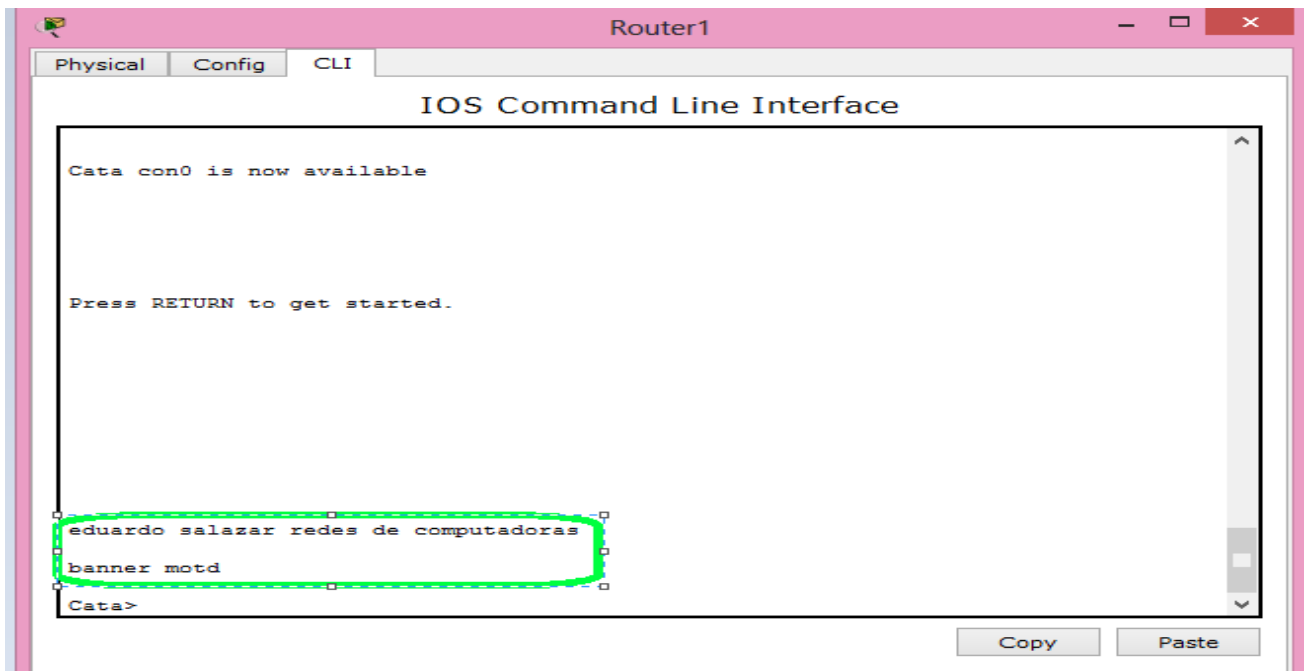 Router1
Physical Config CLI
IOS Command Line Interface
Cata con0 is now available
Press RETURN to get started.
eduardo salazar redes de computadoras
banner motd
Cata>
Copy Paste